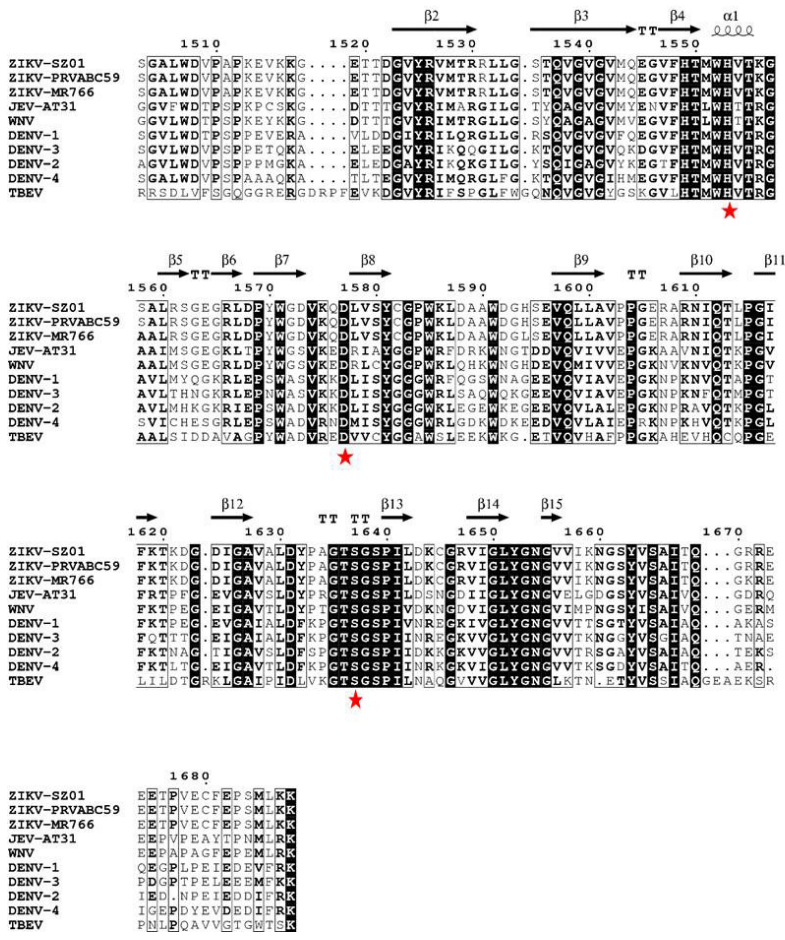 1510 1520 β2 1530 β3 1540 TT β4 1550 α1
ZIKV-SZ01 SGALWDVPAPKEVKKG....ETTDGVYRVMTRRLLG.STQVGVGVMQEGVFHTMWHVTKG
ZIKV-PRVABC59 SGALWDVPAPKEVKKG....ETTDGVYRVMTRRLLG.STQVGVGVMQEGVFHTMWHVTKG
ZIKV-MR766 SGALWDVPAPKEVKKG....ETTDGVYRVMTRRLLG.STQVGVGVMQEGVFHTMWHVTKG
JEV-AT31 GGVFWDTPSPKPCSKG....DTTTGVYRIMARGILG.TYQAGVGVMYENVFHTLWHTTRG
WNV GGVLWDTPSPKEYKKG....DTTTGVYRIMTRGLLG.SYQAGAGVMVEGVFHTLWHTTKG
DENV-1 SGVLWDTPSPPEVERA....VLDDGIYRILQRGLLG.RSQVGVGVFQEGVFHTMWHVTRG
DENV-3 SGVLWDVPSPPETQKA....ELEEGVYRIKQQGIFG.KTQVGVGVQKEGVFHTMWHVTRG
DENV-2 AGVLWDVPSPPPMGKA....ELEDGAYRIKQKGILG.YSQIGAGVYKEGTFHTMWHVTRG
DENV-4 SGALWDVPSPAAAQKA....TLTEGVYRIMQRGLFG.KTQVGVGIHMEGVFHTMWHVTRG
TBEV RRSDLVFSGQGGRERGDRPFEVKDGVYRIFSPGLFWGQNQVGVGYGSKGVLHTMWHVTRG
β5 TT β6 β7 β8 β9 TT β10 β11
1560 1570 1580 1590 1600 1610
ZIKV-SZ01 SALRSGEGRLDPYWGDVKQDLVSYCGPWKLDAAWDGHSEVQLLAVPPGERARNIQTLPGI
ZIKV-PRVABC59 SALRSGEGRLDPYWGDVKQDLVSYCGPWKLDAAWDGHSEVQLLAVPPGERARNIQTLPGI
ZIKV-MR766 AALRSGEGRLDPYWGDVKQDLVSYCGPWKLDAAWDGLSEVQLLAVPPGERARNIQTLPGI
JEV-AT31 AAIMSGEGKLTPYWGSVKEDRIAYGGPWRFDRKWNGTDDVQVIVVEPGKAAVNIQTKPGV
WNV AALMSGEGRLDPYWGSVKEDRLCYGGPWKLQHKWNGHDEVQMIVVEPGKNVKNVQTKPGV
DENV-1 AVLMYQGKRLEPSWASVKKDLISYGGGWRFQGSWNAGEEVQVIAVEPGKNPKNVQTAPGT
DENV-3 AVLTHNGKRLEPNWASVKKDLISYGGGWRLSAQWQKGEEVQVIAVEPGKNPKNFQTMPGT
DENV-2 AVLMHKGKRIEPSWADVKKDLISYGGGWKLEGEWKEGEEVQVLALEPGKNPRAVQTKPGL
DENV-4 SVICHESGRLEPSWADVRNDMISYGGGWRLGDKWDKEEDVQVLAIEPGKNPKHVQTKPGL
TBEV AALSIDDAVAGPYWADVREDVVCYGGAWSLEEKWKG.ETVQVHAFPPGKAHEVHQCQPGE
β12 TT TT β13 β14 β15
1620 1630 1640 1650 1660 1670
ZIKV-SZ01 FKTKDG.DIGAVALDYPAGTSGSPILDKCGRVIGLYGNGVVIKNGSYVSAITQ...GRRE
ZIKV-PRVABC59 FKTKDG.DIGAVALDYPAGTSGSPILDKCGRVIGLYGNGVVIKNGSYVSAITQ...GRRE
ZIKV-MR766 FKTKDG.DIGAVALDYPAGTSGSPILDKCGRVIGLYGNGVVIKNGSYVSAITQ...GKRE
JEV-AT31 FRTPFG.EVGAVSLDYPRGTSGSPILDSNGDIIGLYGNGVELGDGSYVSAIVQ...GDRQ
WNV FKTPEG.EIGAVTLDYPTGTSGSPIVDKNGDVIGLYGNGVIMPNGSYISAIVQ...GERM
DENV-1 FKTPEG.EVGAIALDFKPGTSGSPIVNREGKIVGLYGNGVVTTSGTYVSAIAQ...AKAS
DENV-3 FQTTTG.EIGAIALDFKPGTSGSPIINREGKVVGLYGNGVVTKNGGYVSGIAQ...TNAE
DENV-2 FKTNAG.TIGAVSLDFSPGTSGSPIIDKKGKVVGLYGNGVVTRSGAYVSAIAQ...TEKS
DENV-4 FKTLTG.EIGAVTLDFKPGTSGSPIINRKGKVIGLYGNGVVTKSGDYVSAITQ...AER.
TBEV LILDTGRKLGAIPIDLVKGTSGSPILNAQGVVVGLYGNGLKTN.ETYVSSIAQGEAEKSR
1680
ZIKV-SZ01 EETPVECFEPSMLKK
ZIKV-PRVABC59 EETPVECFEPSMLKK
ZIKV-MR766 EETPVECFEPSMLKK
JEV-AT31 EEPVPEAYTPNMLRK
WNV EEPAPAGFEPEMLRK
DENV-1 QEGPLPEIEDEVFRK
DENV-3 PDGPTPELEEEMFKK
DENV-2 IED.NPEIEDDIFRK
DENV-4 IGEPDYEVDEDIFRK
TBEV PNLPQAVVGTGWTSK